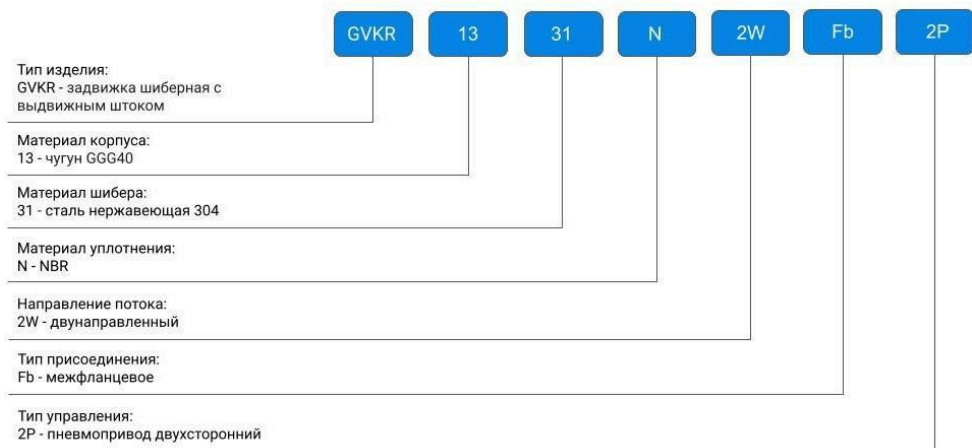 GVKR 13 31 N 2W Fb 2P
Тип изделия:
GVKR - задвижка шиберная с
выдвижным штоком
Материал корпуса:
13 - чугун GGG40
Материал шибера:
31 - сталь нержавеющая 304
Материал уплотнения:
N - NBR
Направление потока:
2W - двунаправленный
Тип присоединения:
Fb - межфланцевое
Тип управления:
2P - пневмопривод двухсторонний